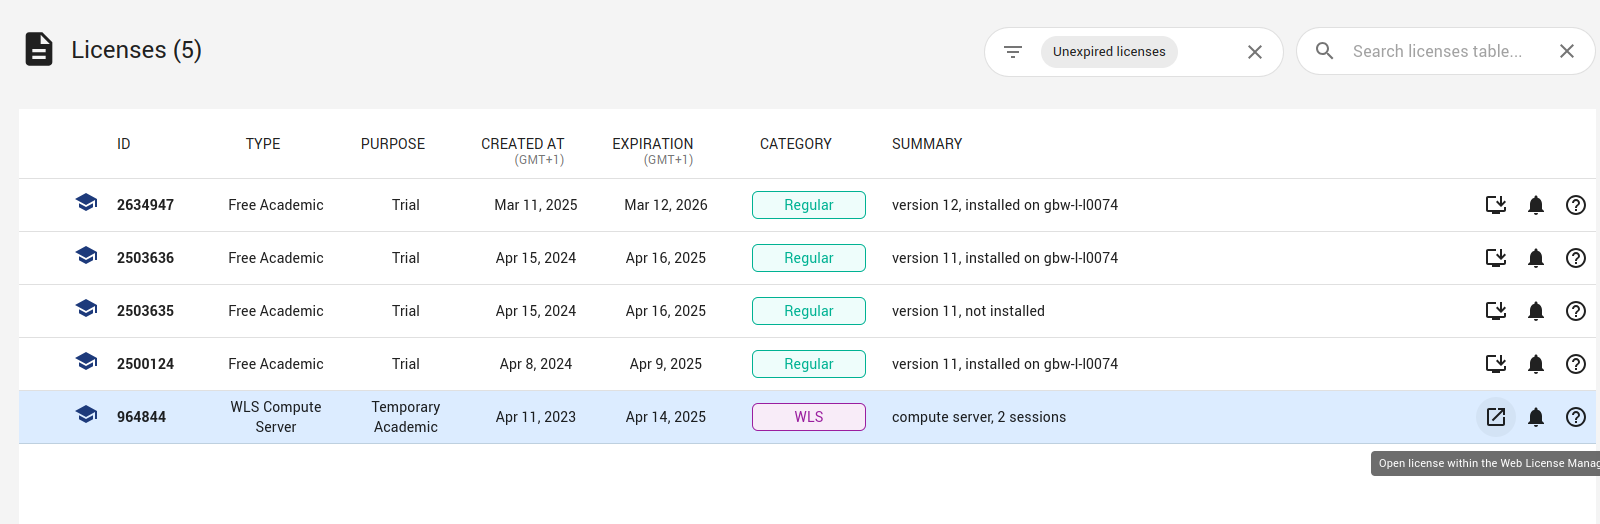 Licenses (5)
Unexpired licenses
Search licenses table...
ID TYPE PURPOSE CREATED AT (GMT+1) EXPIRATION (GMT+1) CATEGORY SUMMARY
2634947 Free Academic Trial Mar 11, 2025 Mar 12, 2026 Regular version 12, installed on gbw-l-l0074
2503636 Free Academic Trial Apr 15, 2024 Apr 16, 2025 Regular version 11, installed on gbw-l-l0074
2503635 Free Academic Trial Apr 15, 2024 Apr 16, 2025 Regular version 11, not installed
2500124 Free Academic Trial Apr 8, 2024 Apr 9, 2025 Regular version 11, installed on gbw-l-l0074
964844 WLS Compute Server Temporary Academic Apr 11, 2023 Apr 14, 2025 WLS compute server, 2 sessions
Open license within the Web License Manag